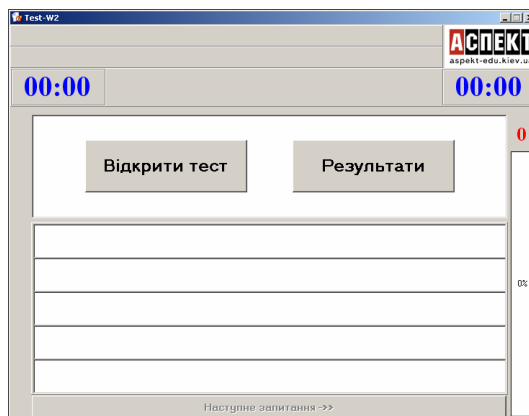 Test-W2
АСПЕКТ
aspekt-edu.kiev.ua
00:00
00:00
0
Відкрити тест
Результати
0%
Наступне запитання ->>